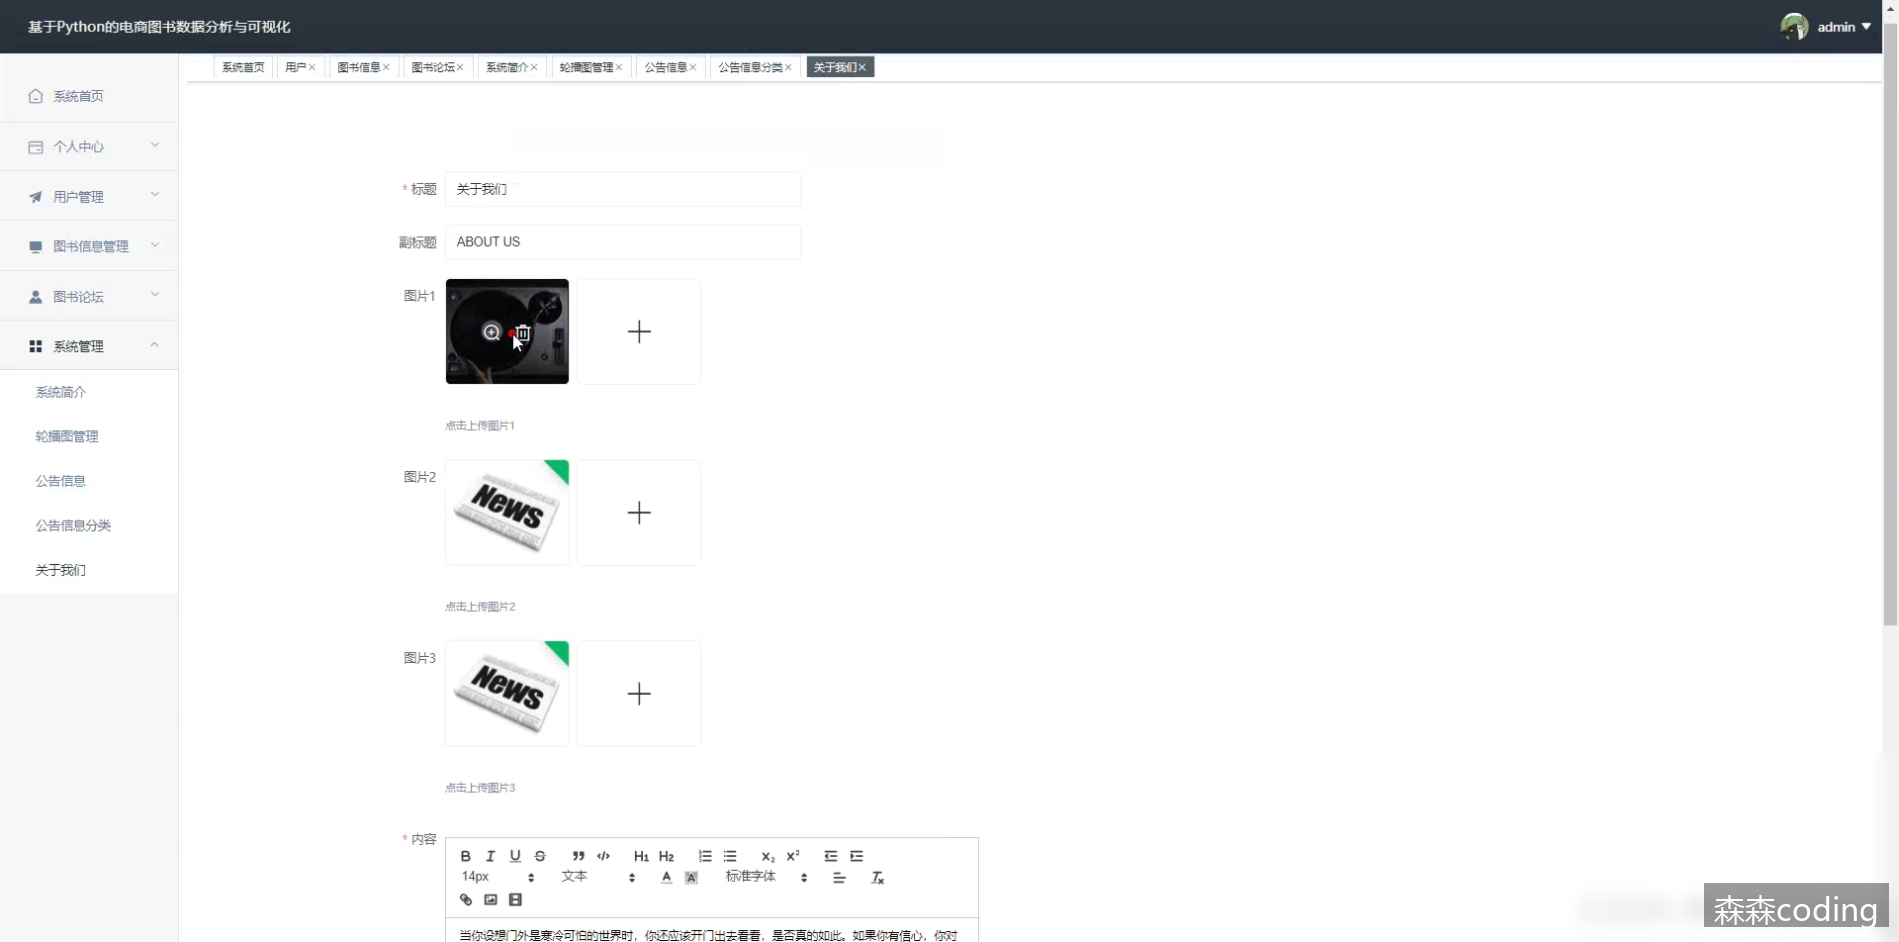 基于Python的电商图书数据分析与可视化
admin
系统首页 用户 图书信息 图书论坛 系统简介 轮播图管理 公告信息 公告信息分类 关于我们
系统首页
个人中心
用户管理
图书信息管理
图书论坛
系统管理
系统简介
轮播图管理
公告信息
公告信息分类
关于我们
* 标题 关于我们
副标题 ABOUT US
图片1
点击上传图片1
图片2
News
点击上传图片2
图片3
News
点击上传图片3
* 内容
B I U S H1 H2 X2 X2
14px 文本 A A 标准字体 Tx
当你设想门外是寒冷可怕的世界时，你还应该开门出去看看，是否真的如此。如果你有信心，你对
森森coding